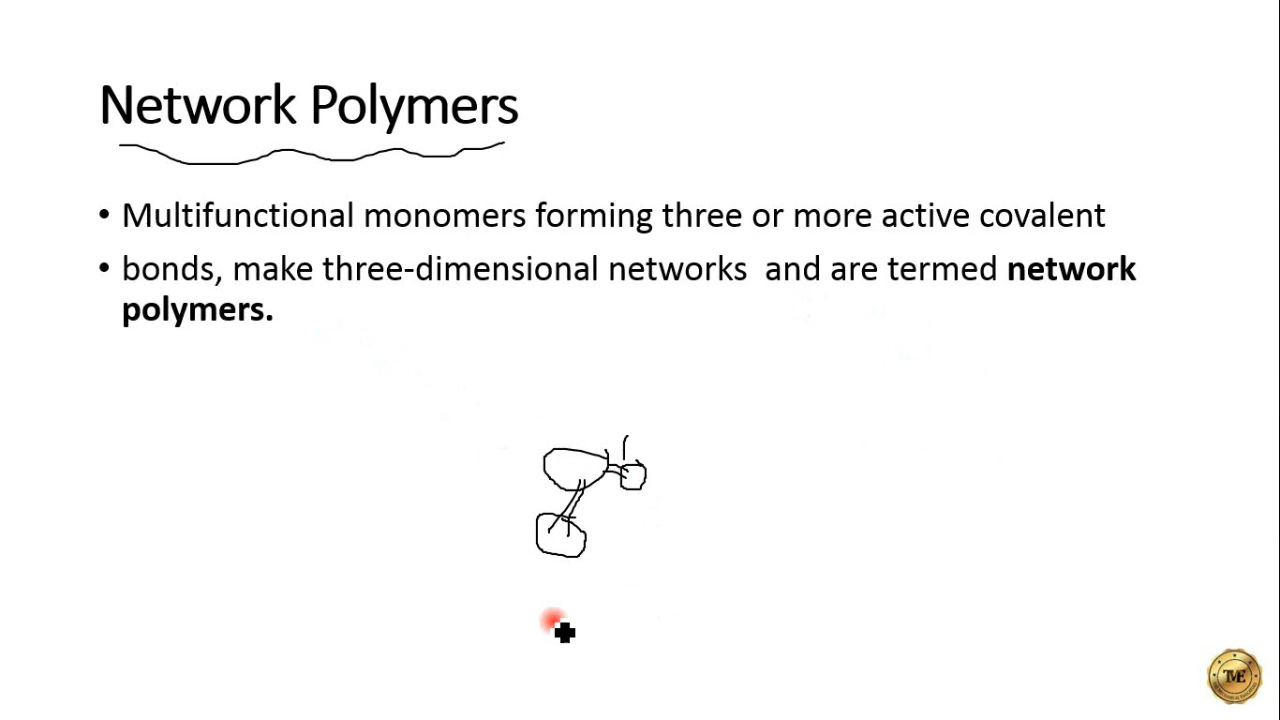 Network Polymers
• Multifunctional monomers forming three or more active covalent
• bonds, make three-dimensional networks and are termed network
polymers.
TME